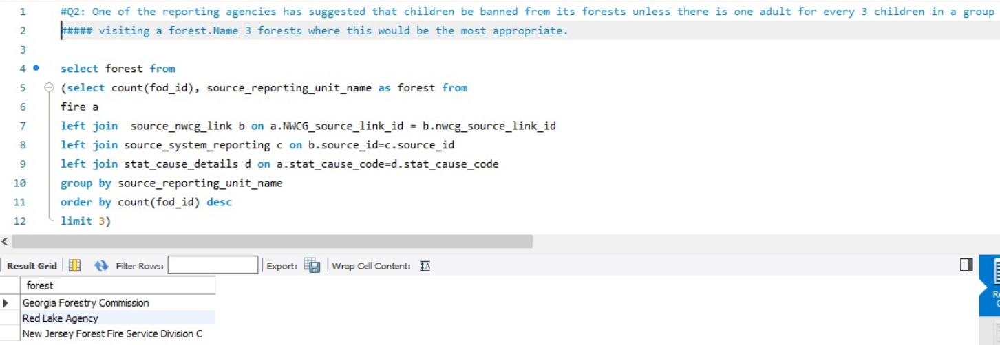 1 #Q2: One of the reporting agencies has suggested that children be banned from its forests unless there is one adult for every 3 children in a group
2 ##### visiting a forest.Name 3 forests where this would be the most appropriate.
3
4 select forest from
5 (select count(fod_id), source_reporting_unit_name as forest from
6 fire a
7 left join  source_nwcg_link b on a.NWCG_source_link_id = b.nwcg_source_link_id
8 left join source_system_reporting c on b.source_id=c.source_id
9 left join stat_cause_details d on a.stat_cause_code=d.stat_cause_code
10 group by source_reporting_unit_name
11 order by count(fod_id) desc
12 limit 3)
Result Grid Filter Rows: Export: Wrap Cell Content: IA
forest
Georgia Forestry Commission
Red Lake Agency
New Jersey Forest Fire Service Division C